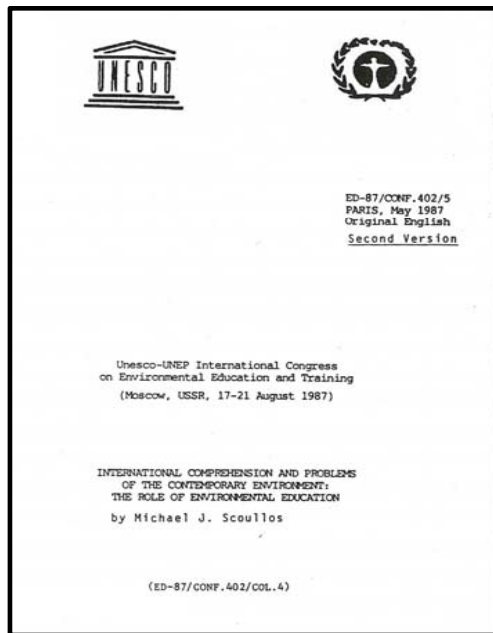 UNESCO
ED-87/CONF.402/5
PARIS, May 1987
Original English
Second Version
Unesco-UNEP International Congress
on Environmental Education and Training
(Moscow, USSR, 17-21 August 1987)
INTERNATIONAL COMPREHENSION AND PROBLEMS
OF THE CONTEMPORARY ENVIRONMENT:
THE ROLE OF ENVIRONMENTAL EDUCATION
by Michael J. Scoullos
(ED-87/CONF.402/COL.4)